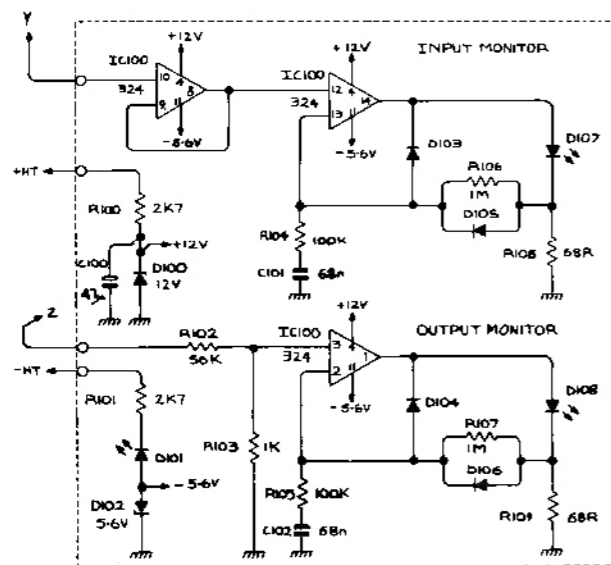 Y
+12V
+12V
INPUT MONITOR
IC100
IC100
10
4
8
12
4
14
324
9
11
324
13
11
D103
D107
-5.6V
-5.6V
R106
1M
+HT
D105
R100
2K7
R104
100K
R108
68R
+12V
C100
D100
C101
68n
47
12V
+12V
OUTPUT MONITOR
Z
R102
IC100
3
4
1
56K
324
2
11
-HT
D108
R101
2K7
-5.6V
D104
R107
1M
R103
1K
D101
D106
R105
100K
-5.6V
D102
R109
68R
5.6V
C102
68n